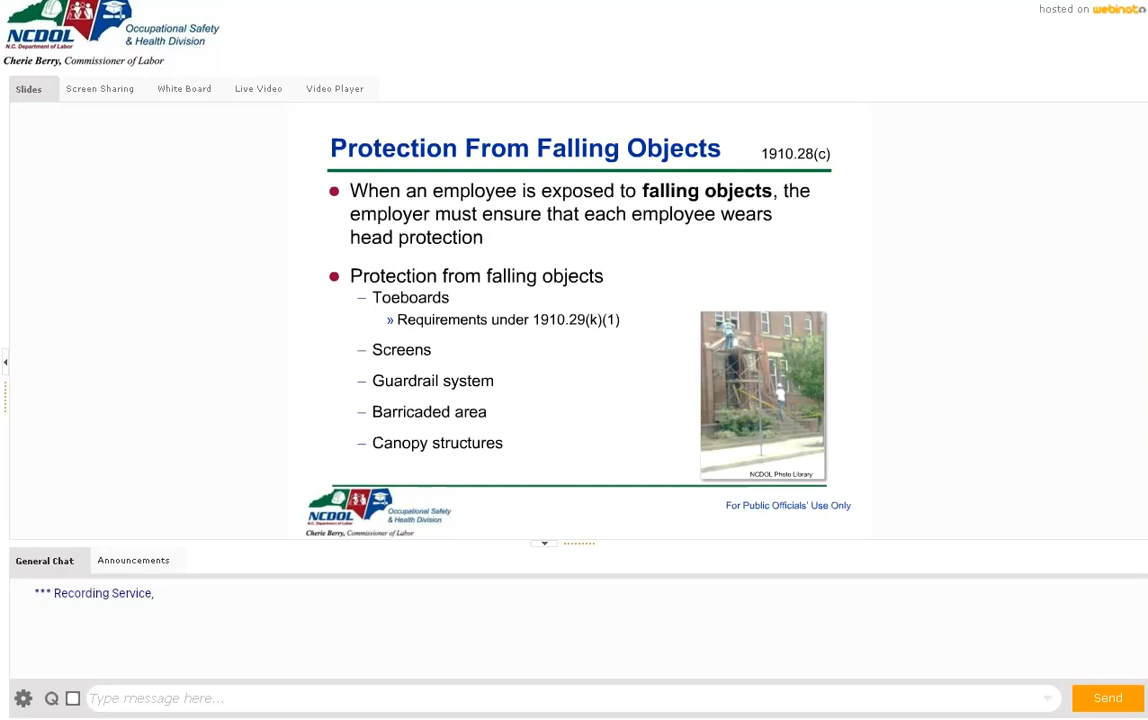 hosted on webinato
NCDOL
N.C. Department of Labor
Occupational Safety
& Health Division
Cherie Berry, Commissioner of Labor
Slides
Screen Sharing
White Board
Live Video
Video Player
Protection From Falling Objects
1910.28(c)
When an employee is exposed to falling objects, the
employer must ensure that each employee wears
head protection
Protection from falling objects
– Toeboards
» Requirements under 1910.29(k)(1)
– Screens
– Guardrail system
– Barricaded area
– Canopy structures
NCDOL Photo Library
NCDOL
N.C. Department of Labor
Occupational Safety
& Health Division
Cherie Berry, Commissioner of Labor
For Public Officials' Use Only
General Chat
Announcements
*** Recording Service,
Type message here...
Send